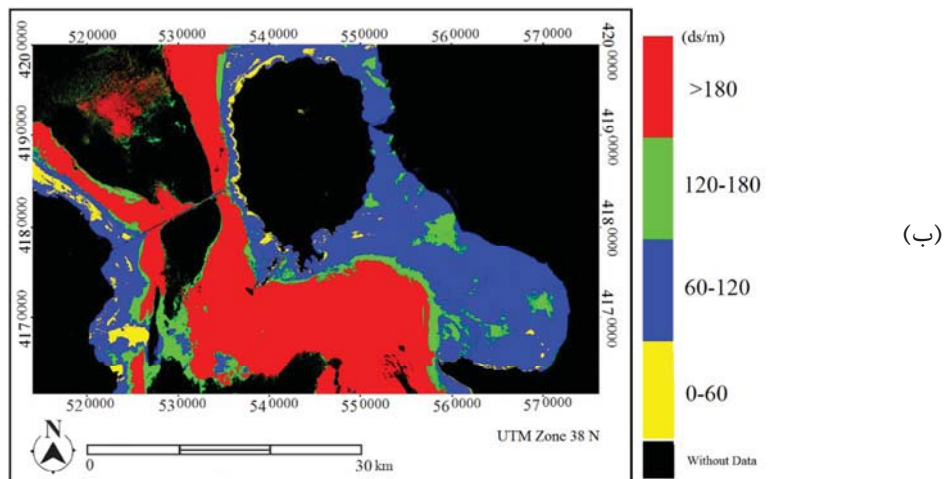 520000 530000 540000 550000 560000 570000
4200000 4200000
4190000 4190000
4180000 4180000
4170000 4170000
520000 530000 540000 550000 560000 570000
N
0 30 km
UTM Zone 38 N
(ds/m)
>180
120-180
60-120
0-60
Without Data
(ب)